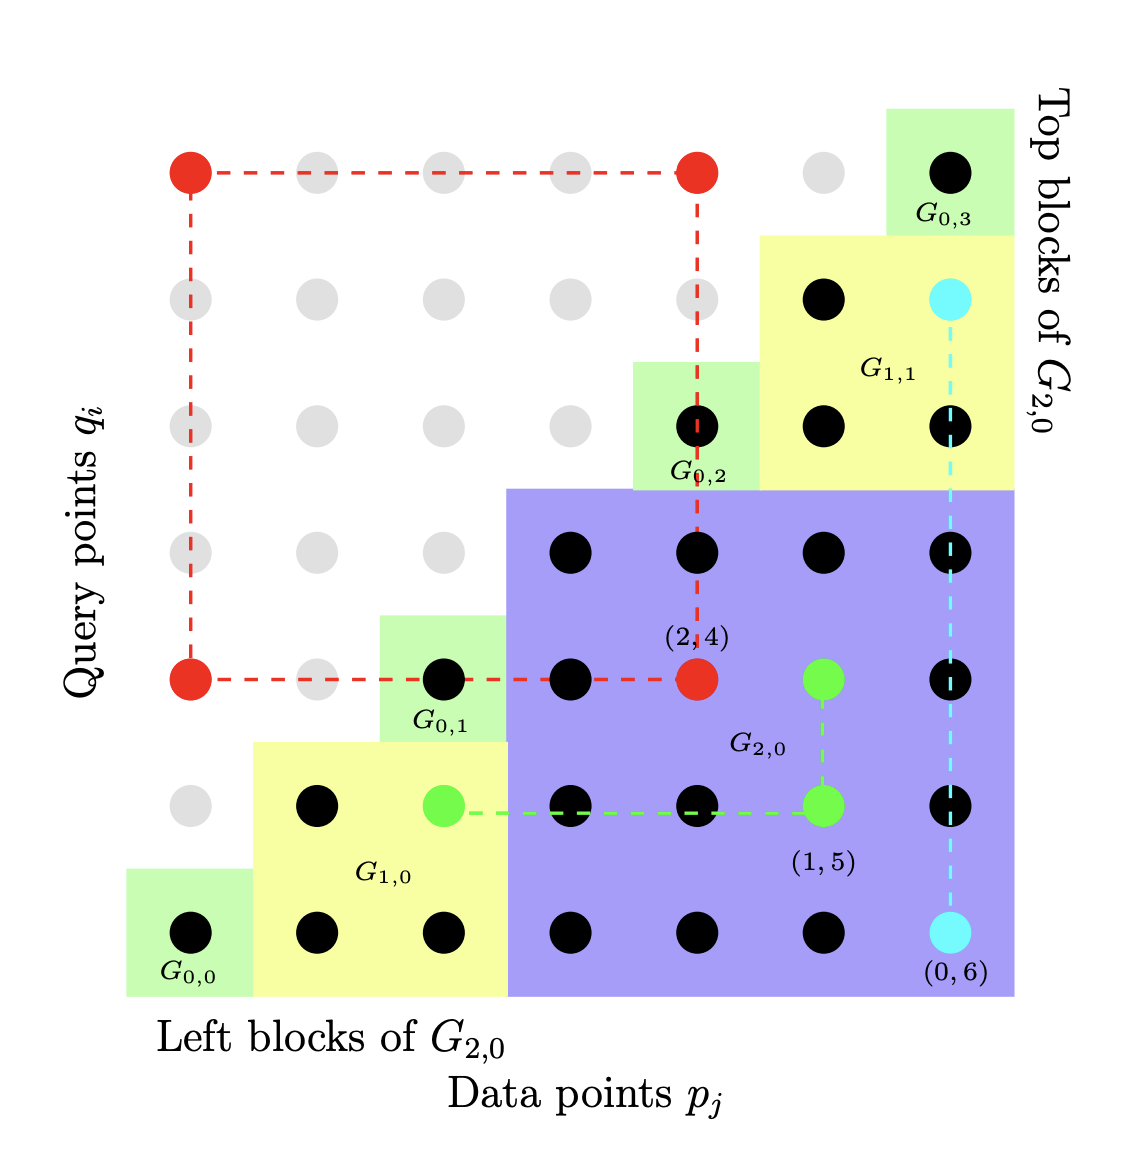 Top blocks of $G_{2,0}$
$G_{0,3}$
$G_{1,1}$
Query points $q_i$
$G_{0,2}$
(2, 4)
$G_{0,1}$
$G_{2,0}$
(1, 5)
$G_{1,0}$
$G_{0,0}$
(0, 6)
Left blocks of $G_{2,0}$
Data points $p_j$